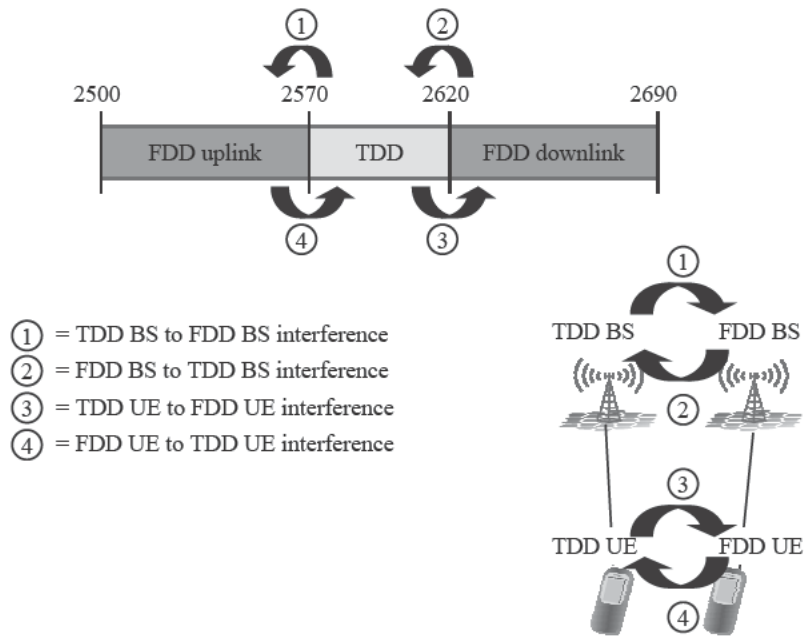 ① ②
2500 2570 2620 2690
FDD uplink TDD FDD downlink
④ ③
① = TDD BS to FDD BS interference
② = FDD BS to TDD BS interference
③ = TDD UE to FDD UE interference
④ = FDD UE to TDD UE interference
①
TDD BS FDD BS
②
③
TDD UE FDD UE
④